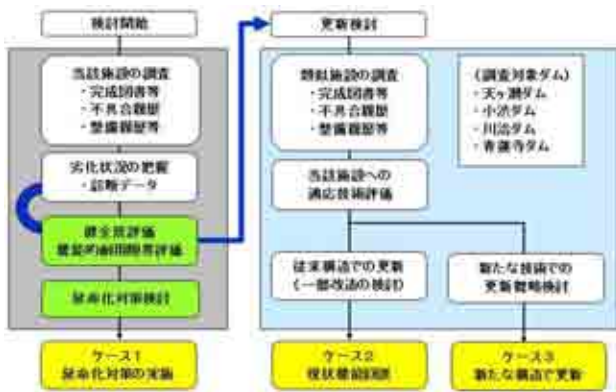 検討開始
当該施設の調査
・完成図書等
・不具合履歴
・整備履歴等
劣化状況の把握
・診断データ
健全度評価
延命化対策検討
ケース1
延命化対策の実施
更新検討
類似施設の調査
・完成図書等
・不具合履歴
・整備履歴等
(調査対象ダム)
・天ヶ瀬ダム
・小渋ダム
・川治ダム
・青蓮寺ダム
当該施設への
適応技術評価
従来構造での更新
(一部改造の検討)
新たな技術での
更新概略検討
ケース2
ケース3
新たな構造で更新